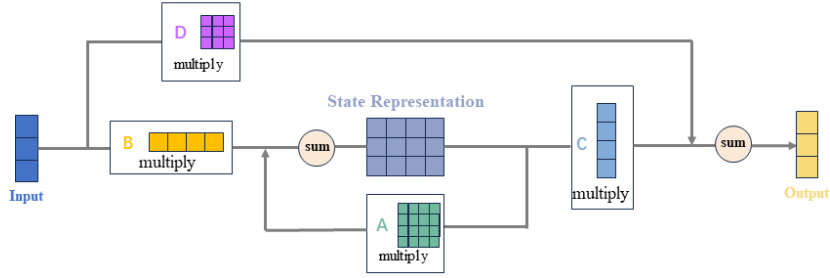 D
multiply
State Representation
B
multiply
sum
C
multiply
sum
Input
Output
A
multiply